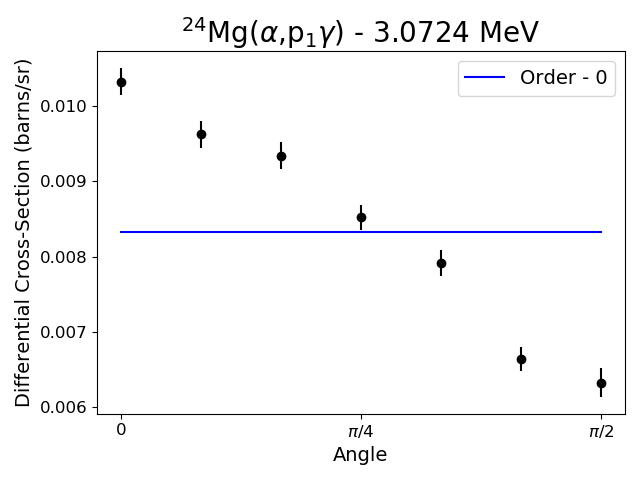 ²⁴Mg(α,p₁γ) - 3.0724 MeV
Order - 0
Differential Cross-Section (barns/sr)
0.010
0.009
0.008
0.007
0.006
0 π/4 π/2
Angle